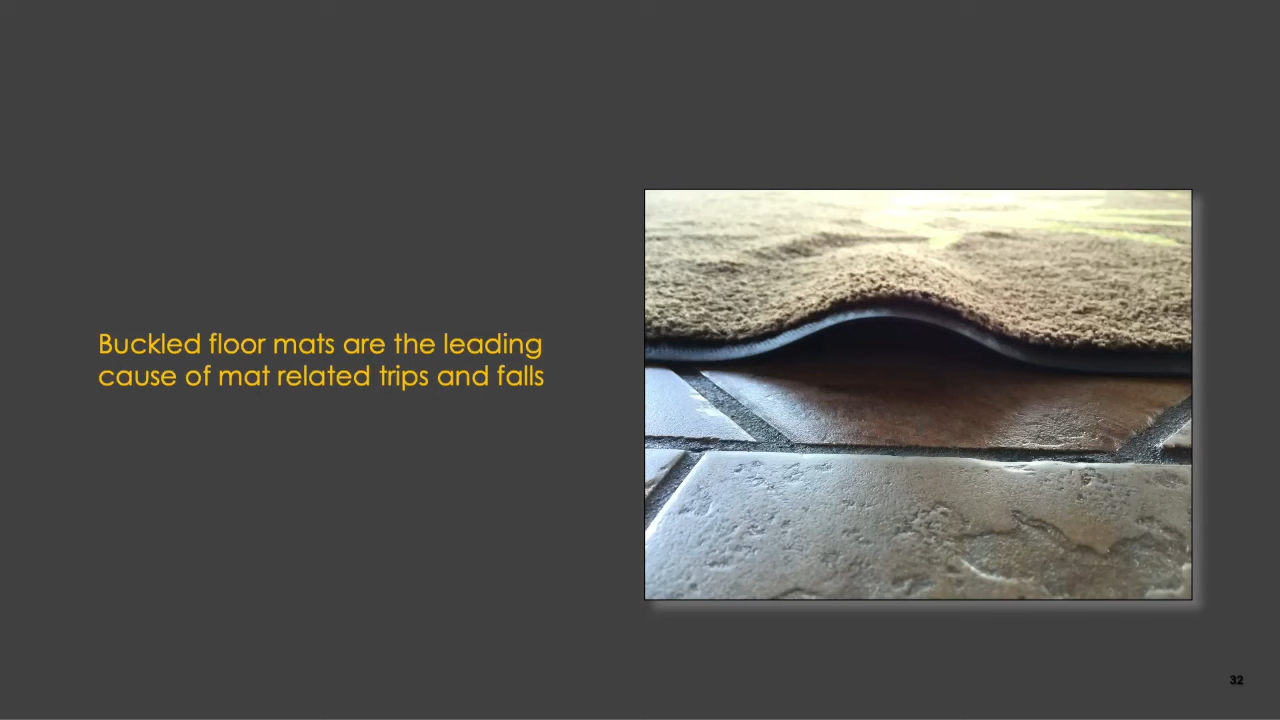 Buckled floor mats are the leading
cause of mat related trips and falls
32